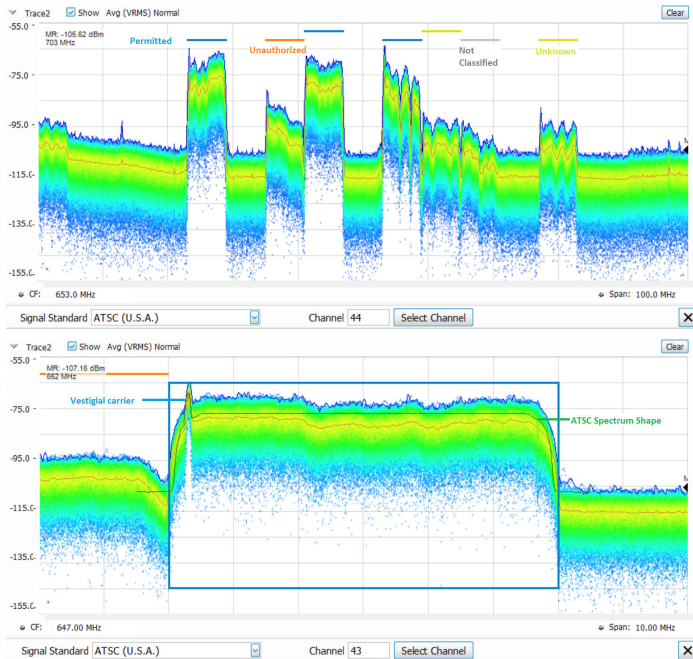 Trace2 Show Avg (VRMS) Normal Clear
-55.0
MR: -105.62 dBm
703 MHz
Permitted
Unauthorized
Not
Classified
Unknown
-75.0
-95.0
-115.0
-135.0
-155.0
CF: 653.0 MHz Span: 100.0 MHz
Signal Standard ATSC (U.S.A.) Channel 44 Select Channel X
Trace2 Show Avg (VRMS) Normal Clear
-55.0
MR: -107.16 dBm
652 MHz
Vestigial carrier
-75.0
ATSC Spectrum Shape
-95.0
-115.0
-135.0
-155.0
CF: 647.00 MHz Span: 10.00 MHz
Signal Standard ATSC (U.S.A.) Channel 43 Select Channel X